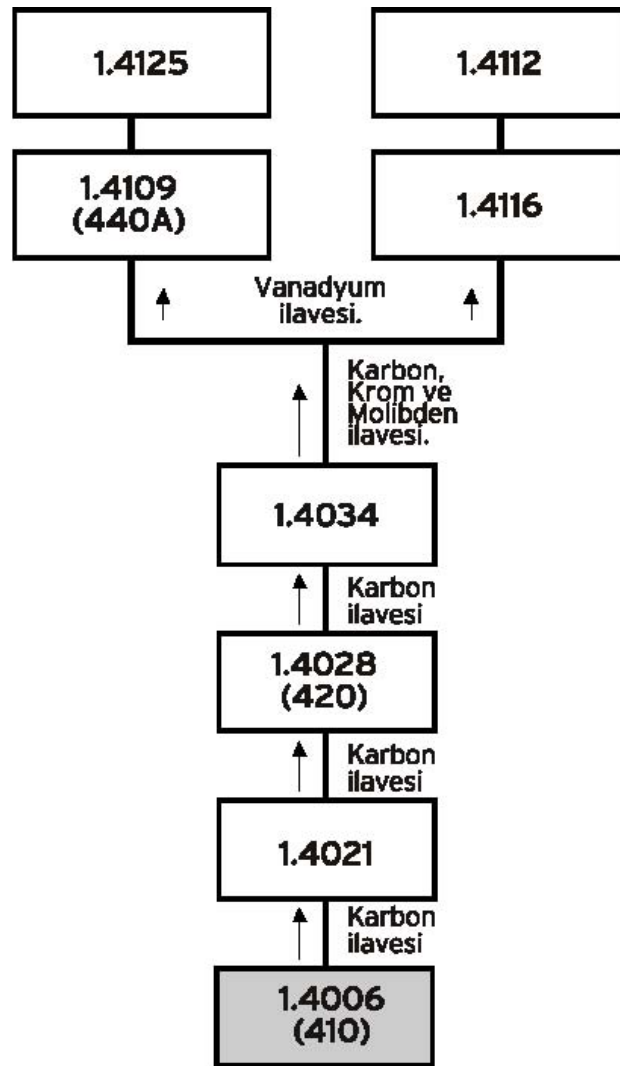 1.4125
1.4112
1.4109
(440A)
1.4116
Vanadyum
ilavesi.
Karbon,
Krom ve
Molibden
ilavesi.
1.4034
Karbon
ilavesi
1.4028
(420)
Karbon
ilavesi
1.4021
Karbon
ilavesi
1.4006
(410)